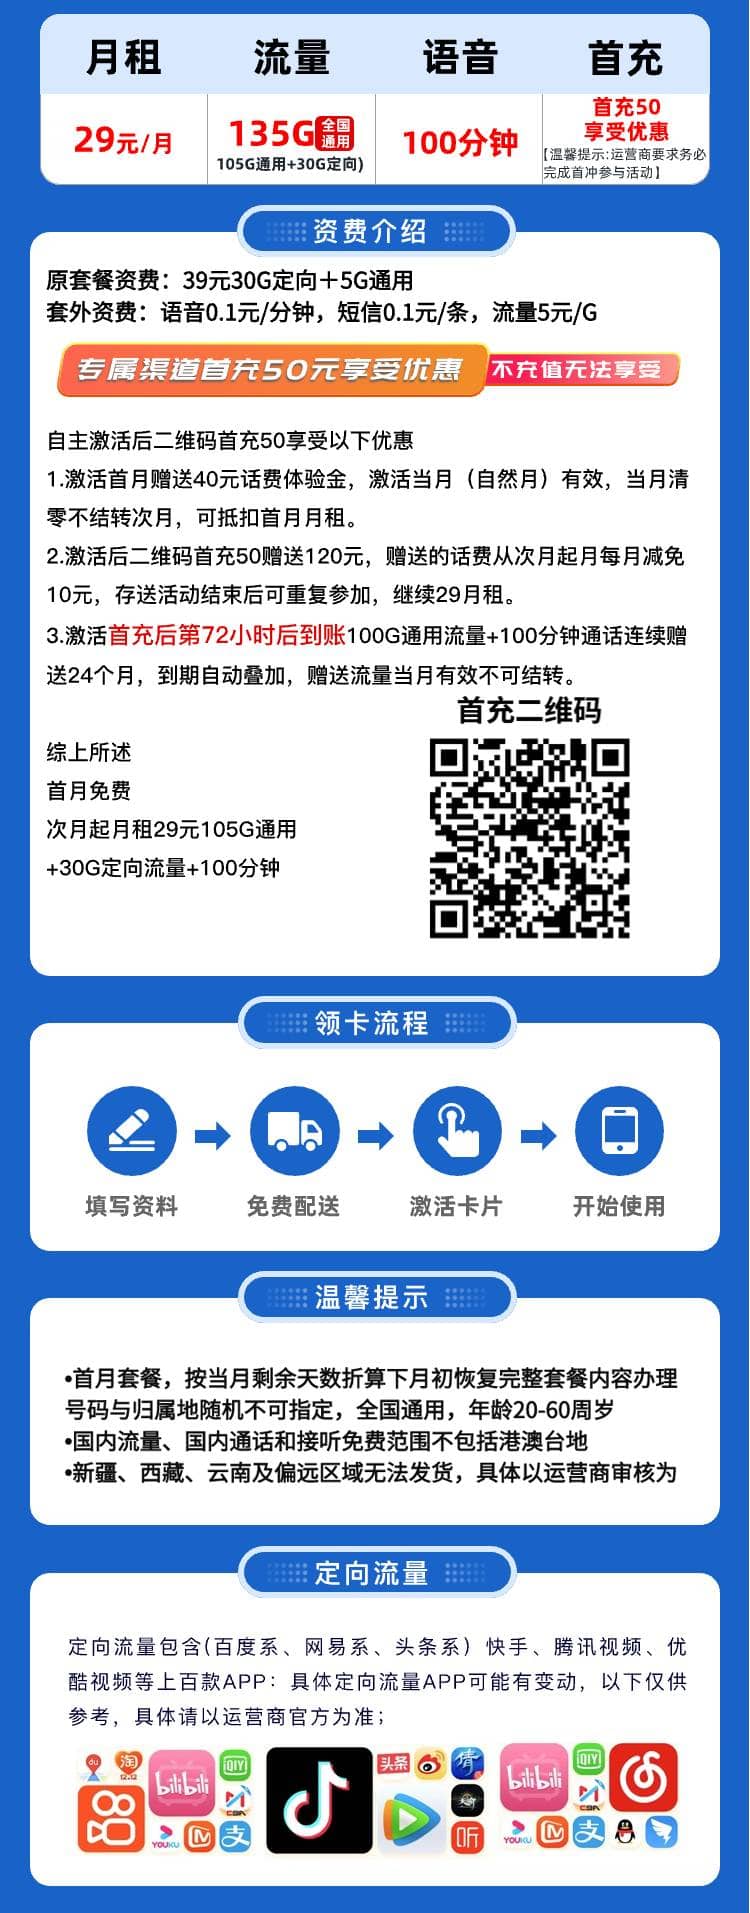 月租 流量 语音 首充
29元/月
135G 全国通用
105G通用+30G定向)
100分钟
首充50
享受优惠
【温馨提示:运营商要求务必
完成首冲参与活动】
资费介绍
原套餐资费：39元30G定向＋5G通用
套外资费：语音0.1元/分钟，短信0.1元/条，流量5元/G
专属渠道首充50元享受优惠 不充值无法享受
自主激活后二维码首充50享受以下优惠
1.激活首月赠送40元话费体验金，激活当月（自然月）有效，当月清
零不结转次月，可抵扣首月月租。
2.激活后二维码首充50赠送120元，赠送的话费从次月起月每月减免
10元，存送活动结束后可重复参加，继续29月租。
3.激活首充后第72小时后到账100G通用流量+100分钟通话连续赠
送24个月，到期自动叠加，赠送流量当月有效不可结转。
首充二维码
综上所述
首月免费
次月起月租29元105G通用
+30G定向流量+100分钟
领卡流程
填写资料 免费配送 激活卡片 开始使用
温馨提示
•首月套餐，按当月剩余天数折算下月初恢复完整套餐内容办理
号码与归属地随机不可指定，全国通用，年龄20-60周岁
•国内流量、国内通话和接听免费范围不包括港澳台地
•新疆、西藏、云南及偏远区域无法发货，具体以运营商审核为
定向流量
定向流量包含(百度系、网易系、头条系）快手、腾讯视频、优
酷视频等上百款APP：具体定向流量APP可能有变动，以下仅供
参考，具体请以运营商官方为准；
du 淘 12.12 bilibili QIY CBA YOUKU 支
头条 倩 听
bilibili QIY CBA YOUKU 支